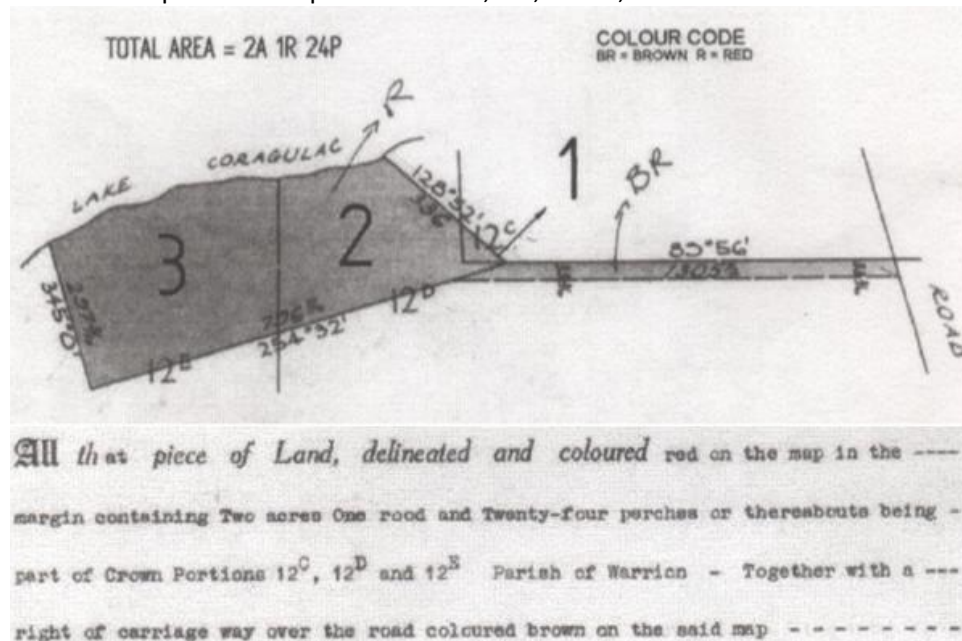 TOTAL AREA = 2A 1R 24P
COLOUR CODE
BR = BROWN R = RED
R
LAKE CORAGULAC
1
BR
128°52'
12C
3
2
85°56'
12D
254°32'
12E
ROAD
All that piece of Land, delineated and coloured red on the map in the ----
margin containing Two acres One rood and Twenty-four perches or thereabouts being -
part of Crown Portions 12C, 12D and 12E Parish of Warrion - Together with a ---
right of carriage way over the road coloured brown on the said map - - - - - - - -